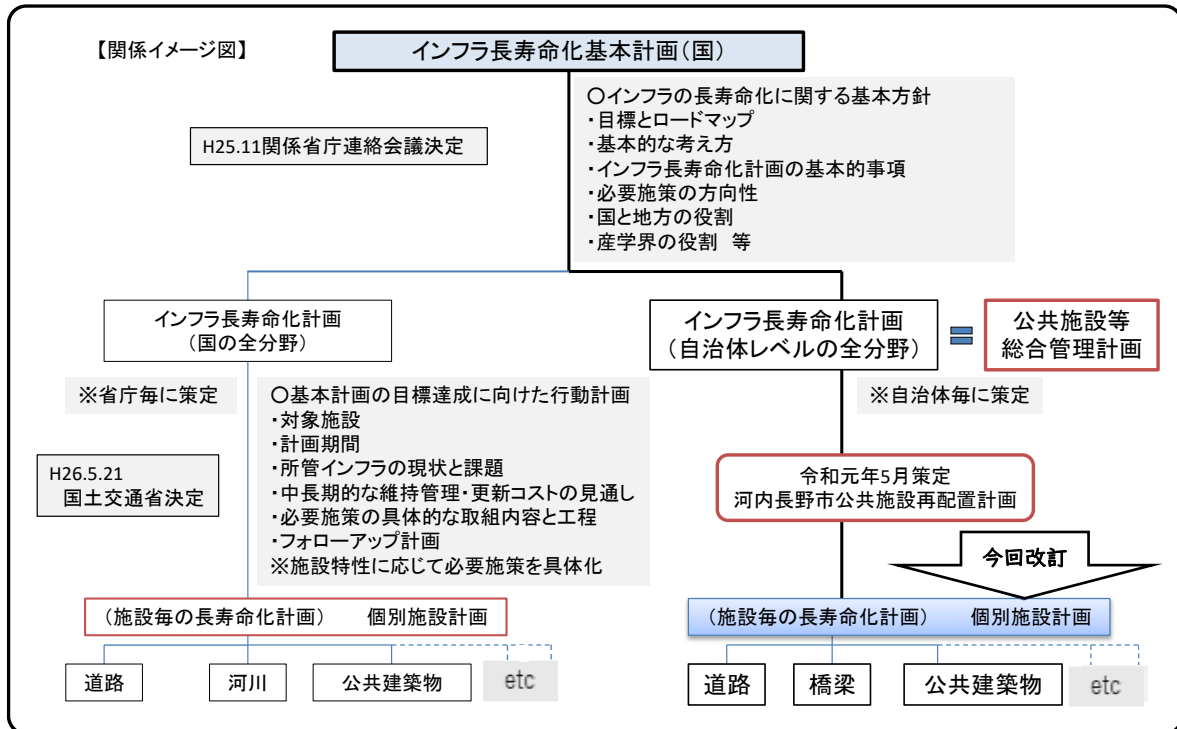 【関係イメージ図】
インフラ長寿命化基本計画(国)
H25.11関係省庁連絡会議決定
○インフラの長寿命化に関する基本方針
・目標とロードマップ
・基本的な考え方
・インフラ長寿命化計画の基本的事項
・必要施策の方向性
・国と地方の役割
・産学界の役割 等
インフラ長寿命化計画
(国の全分野)
インフラ長寿命化計画
(自治体レベルの全分野)
=
公共施設等
総合管理計画
※省庁毎に策定
※自治体毎に策定
○基本計画の目標達成に向けた行動計画
・対象施設
・計画期間
・所管インフラの現状と課題
・中長期的な維持管理・更新コストの見通し
・必要施策の具体的な取組内容と工程
・フォローアップ計画
※施設特性に応じて必要施策を具体化
H26.5.21
国土交通省決定
令和元年5月策定
河内長野市公共施設再配置計画
今回改訂
(施設毎の長寿命化計画) 個別施設計画
道路
河川
公共建築物
etc
(施設毎の長寿命化計画) 個別施設計画
道路
橋梁
公共建築物
etc